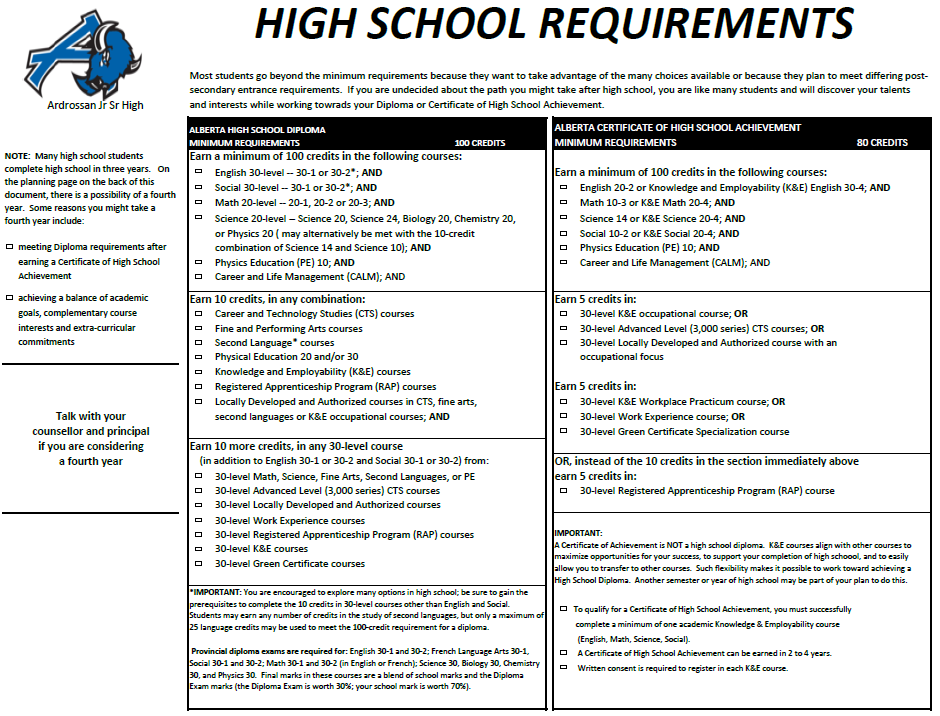 HIGH SCHOOL REQUIREMENTS
Ardrossan Jr Sr High
Most students go beyond the minimum requirements because they want to take advantage of the many choices available or because they plan to meet differing post-
secondary entrance requirements. If you are undecided about the path you might take after high school, you are like many students and will discover your talents
and interests while working towrads your Diploma or Certificate of High School Achievement.
NOTE: Many high school students
complete high school in three years. On
the planning page on the back of this
document, there is a possibility of a fourth
year. Some reasons you might take a
fourth year include:
meeting Diploma requirements after
earning a Certificate of High School
Achievement
achieving a balance of academic
goals, complementary course
interests and extra-curricular
commitments
Talk with your
counsellor and principal
if you are considering
a fourth year
ALBERTA HIGH SCHOOL DIPLOMA
MINIMUM REQUIREMENTS 100 CREDITS
Earn a minimum of 100 credits in the following courses:
English 30-level -- 30-1 or 30-2*; AND
Social 30-level -- 30-1 or 30-2*; AND
Math 20-level -- 20-1, 20-2 or 20-3; AND
Science 20-level -- Science 20, Science 24, Biology 20, Chemistry 20,
or Physics 20 ( may alternatively be met with the 10-credit
combination of Science 14 and Science 10); AND
Physics Education (PE) 10; AND
Career and Life Management (CALM); AND
Earn 10 credits, in any combination:
Career and Technology Studies (CTS) courses
Fine and Performing Arts courses
Second Language* courses
Physical Education 20 and/or 30
Knowledge and Employability (K&E) courses
Registered Apprenticeship Program (RAP) courses
Locally Developed and Authorized courses in CTS, fine arts,
second languages or K&E occupational courses; AND
Earn 10 more credits, in any 30-level course
(in addition to English 30-1 or 30-2 and Social 30-1 or 30-2) from:
30-level Math, Science, Fine Arts, Second Languages, or PE
30-level Advanced Level (3,000 series) CTS courses
30-level Locally Developed and Authorized courses
30-level Work Experience courses
30-level Registered Apprenticeship Program (RAP) courses
30-level K&E courses
30-level Green Certificate courses
*IMPORTANT: You are encouraged to explore many options in high school; be sure to gain the
prerequisites to complete the 10 credits in 30-level courses other than English and Social.
Students may earn any number of credits in the study of second languages, but only a maximum of
25 language credits may be used to meet the 100-credit requirement for a diploma.
Provincial diploma exams are required for: English 30-1 and 30-2; French Language Arts 30-1,
Social 30-1 and 30-2; Math 30-1 and 30-2 (in English or French); Science 30, Biology 30, Chemistry
30, and Physics 30. Final marks in these courses are a blend of school marks and the Diploma
Exam marks (the Diploma Exam is worth 30%; your school mark is worth 70%).
ALBERTA CERTIFICATE OF HIGH SCHOOL ACHIEVEMENT
MINIMUM REQUIREMENTS 80 CREDITS
Earn a minimum of 100 credits in the following courses:
English 20-2 or Knowledge and Employability (K&E) English 30-4; AND
Math 10-3 or K&E Math 20-4; AND
Science 14 or K&E Science 20-4; AND
Social 10-2 or K&E Social 20-4; AND
Physics Education (PE) 10; AND
Career and Life Management (CALM); AND
Earn 5 credits in:
30-level K&E occupational course; OR
30-level Advanced Level (3,000 series) CTS courses; OR
30-level Locally Developed and Authorized course with an
occupational focus
Earn 5 credits in:
30-level K&E Workplace Practicum course; OR
30-level Work Experience course; OR
30-level Green Certificate Specialization course
OR, instead of the 10 credits in the section immediately above
earn 5 credits in:
30-level Registered Apprenticeship Program (RAP) course
IMPORTANT:
A Certificate of Achievement is NOT a high school diploma. K&E courses align with other courses to
maximize opportunities for your success, to support your completion of high schoool, and to easily
allow you to transfer to other courses. Such flexibility makes it possible to work toward achieving a
High School Diploma. Another semester or year of high school may be part of your plan to do this.
To qualify for a Certificate of High School Achievement, you must successfully
complete a minimum of one academic Knowledge & Employability course
(English, Math, Science, Social).
A Certificate of High School Achievement can be earned in 2 to 4 years.
Written consent is required to register in each K&E course.